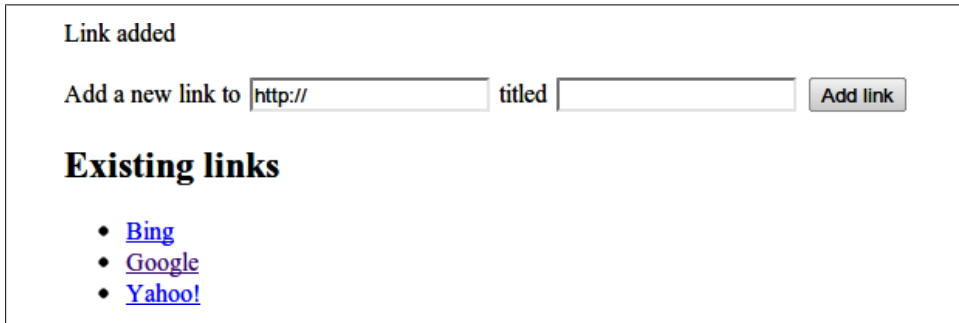 Link added
Add a new link to http:// titled Add link
Existing links
• Bing
• Google
• Yahoo!